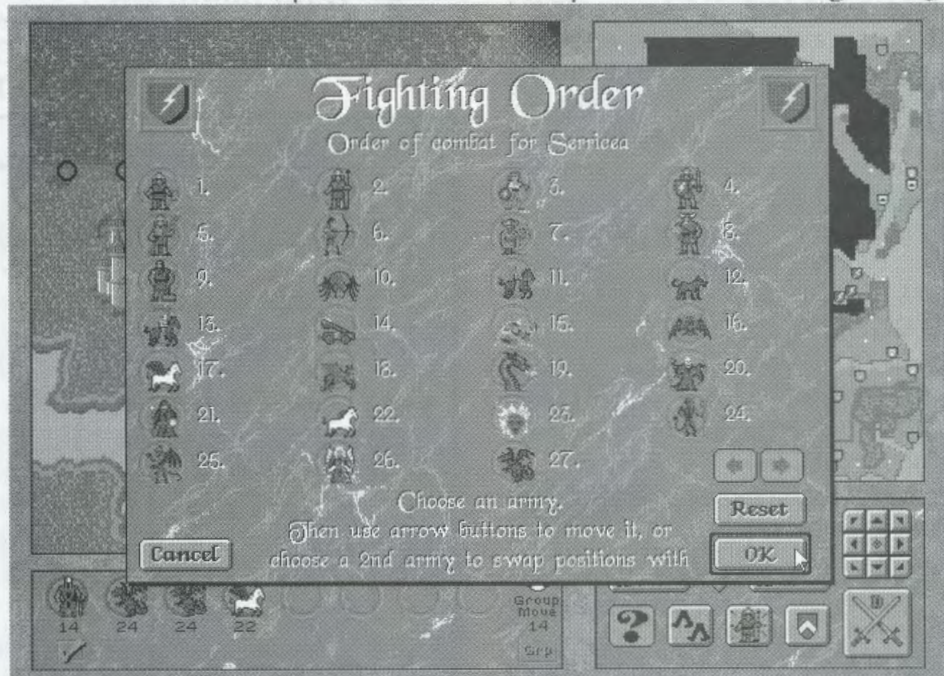 Fighting Order
Order of combat for Serricea
1. 2. 3. 4.
5. 6. 7. 8.
9. 10. 11. 12.
13. 14. 15. 16.
17. 18. 19. 20.
21. 22. 23. 24.
25. 26. 27.
Choose an army.
Then use arrow buttons to move it, or
choose a 2nd army to swap positions with
Reset
Cancel
OK
14 24 24 22
Group
Move
14
Grp
?
D